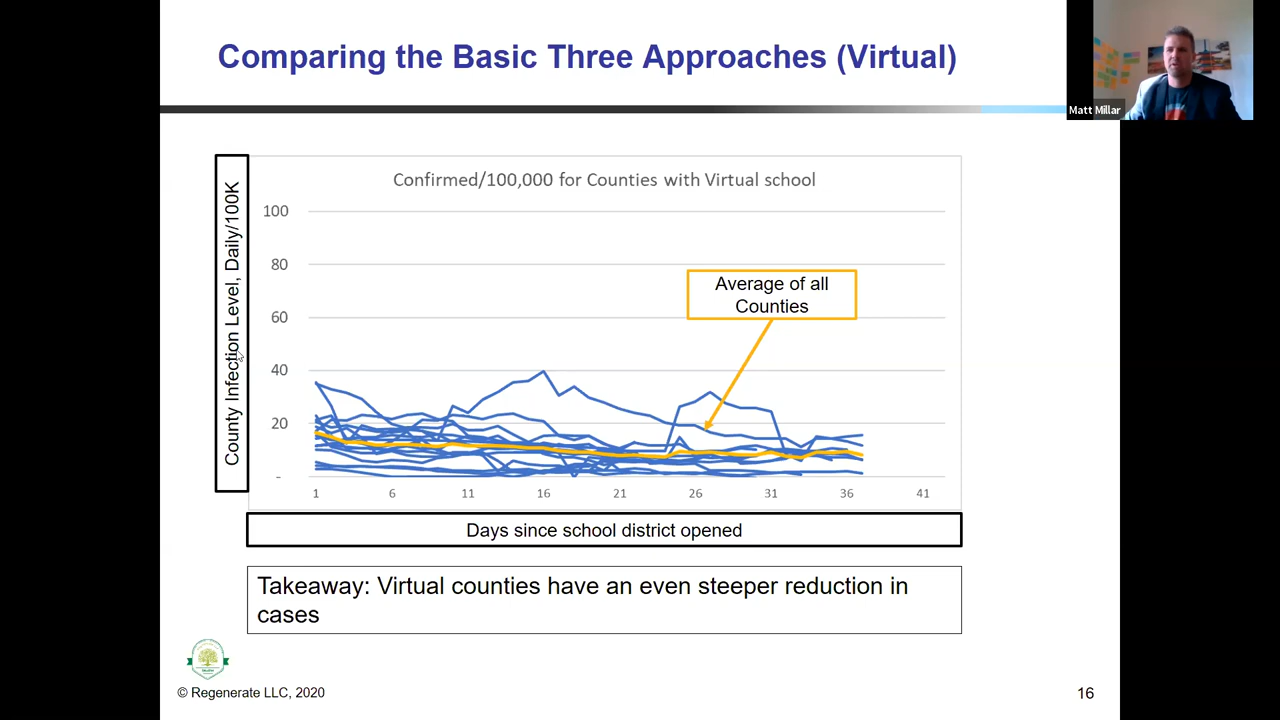 Comparing the Basic Three Approaches (Virtual)
Matt Millar
County Infection Level, Daily/100K
Confirmed/100,000 for Counties with Virtual school
100
80
60
40
20
-
Average of all
Counties
1 6 11 16 21 26 31 36 41
Days since school district opened
Takeaway: Virtual counties have an even steeper reduction in
cases
© Regenerate LLC, 2020
16